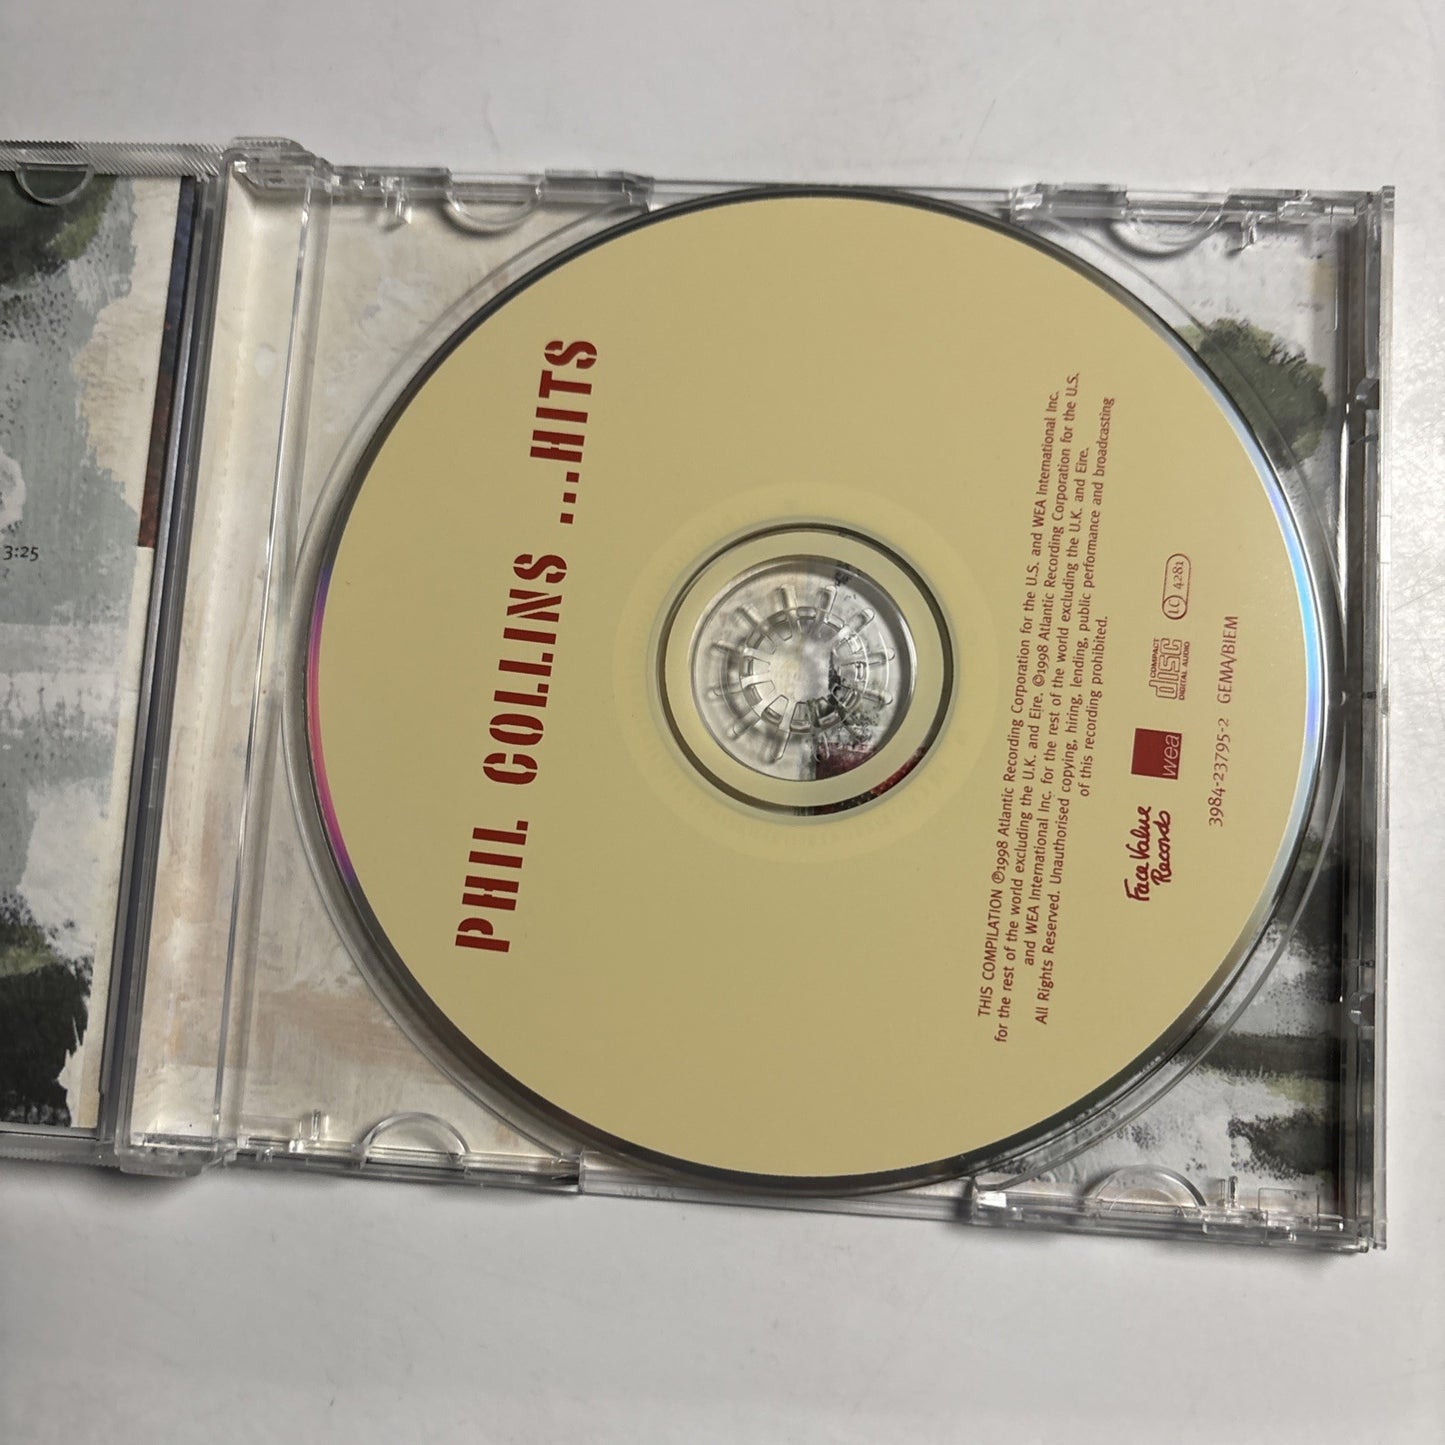 PHIL COLLINS ...HITS
THIS COMPILATION ℗1998 Atlantic Recording Corporation for the U.S. and WEA International Inc.
for the rest of the world excluding the U.K. and Eire. ©1998 Atlantic Recording Corporation for the U.S.
and WEA International Inc. for the rest of the world excluding the U.K. and Eire.
All Rights Reserved. Unauthorised copying, hiring, lending, public performance and broadcasting
of this recording prohibited.
Face Value
Records
wea
COMPACT
disc
DIGITAL AUDIO
LC 4281
3984-23795-2 GEMA/BIEM
3:25